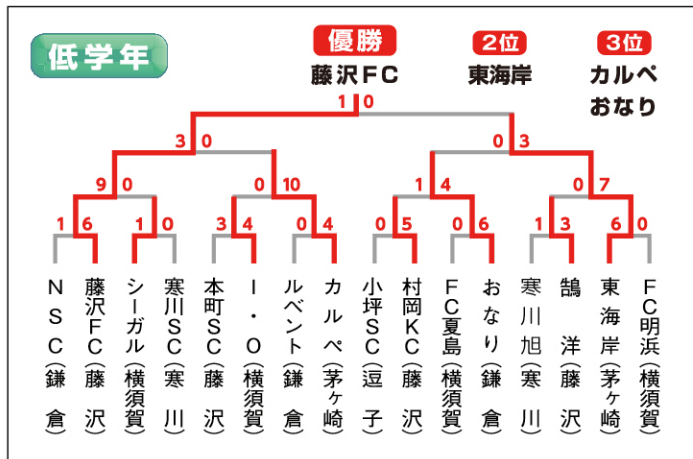 低学年
優勝
藤沢FC
2位
東海岸
3位
カルペ
おなり
1 0
3 0 0 3
9 0 0 10 1 4 0 7
1 6 1 0 3 4 0 4 0 5 0 6 1 3 6 0
NSC(鎌倉)
藤沢FC(藤沢)
シーガル(横須賀)
寒川SC(寒川)
本町SC(藤沢)
I・O(横須賀)
ルベント(鎌倉)
カルペ(茅ヶ崎)
小坪SC(逗子)
村岡KC(藤沢)
FC夏島(横須賀)
おなり(鎌倉)
寒川旭(寒川)
鵠洋(藤沢)
東海岸(茅ヶ崎)
FC明浜(横須賀)